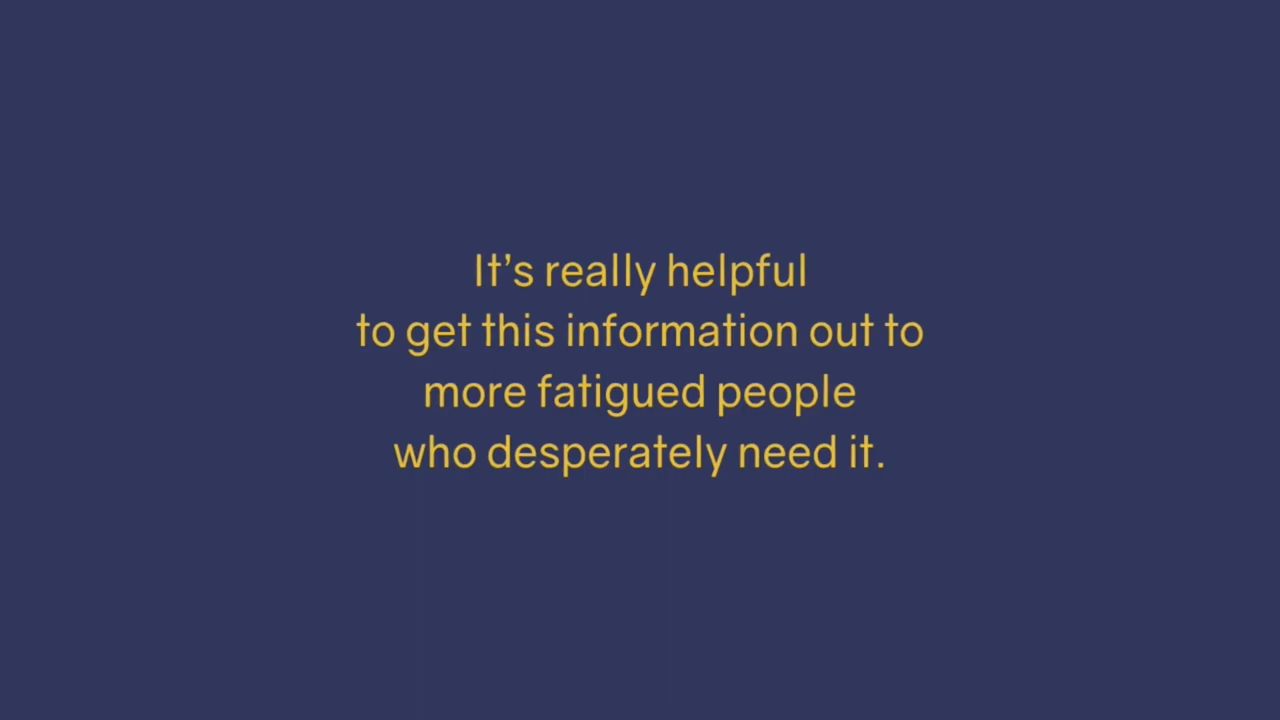 It’s really helpful
to get this information out to
more fatigued people
who desperately need it.